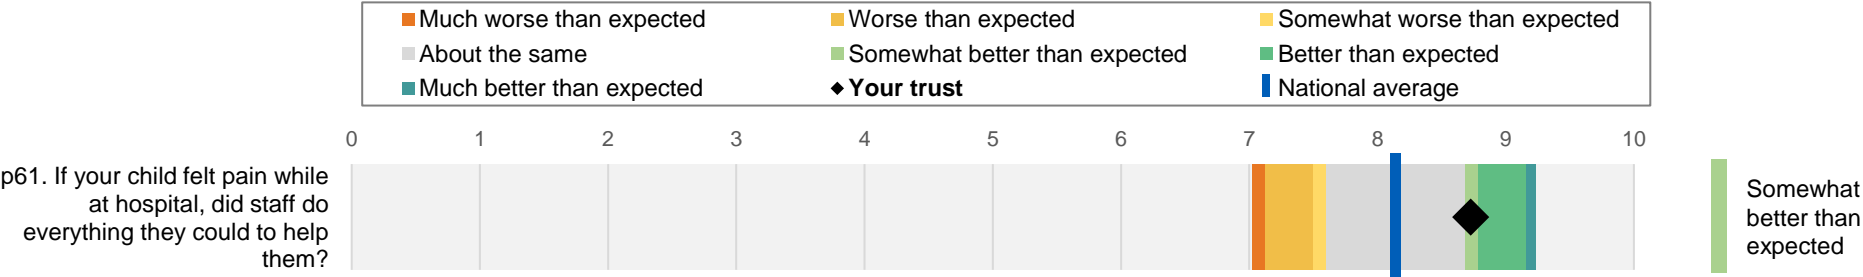 Much worse than expected
Worse than expected
Somewhat worse than expected
About the same
Somewhat better than expected
Better than expected
Much better than expected
Your trust
National average
0 1 2 3 4 5 6 7 8 9 10
p61. If your child felt pain while
at hospital, did staff do
everything they could to help
them?
Somewhat
better than
expected